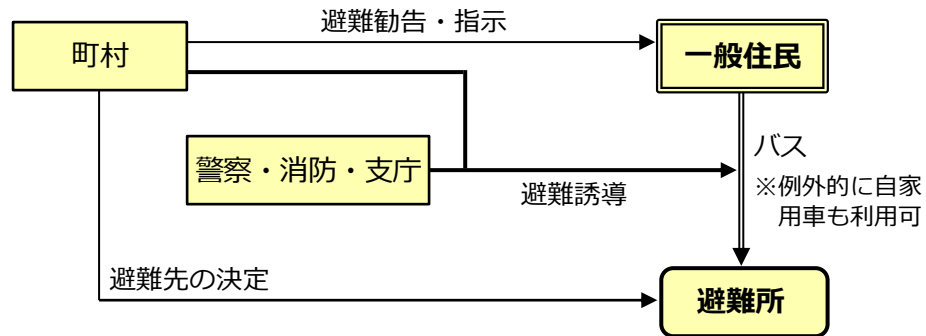 避難勧告・指示
町村
一般住民
警察・消防・支庁
避難誘導
バス
※例外的に自家
用車も利用可
避難先の決定
避難所